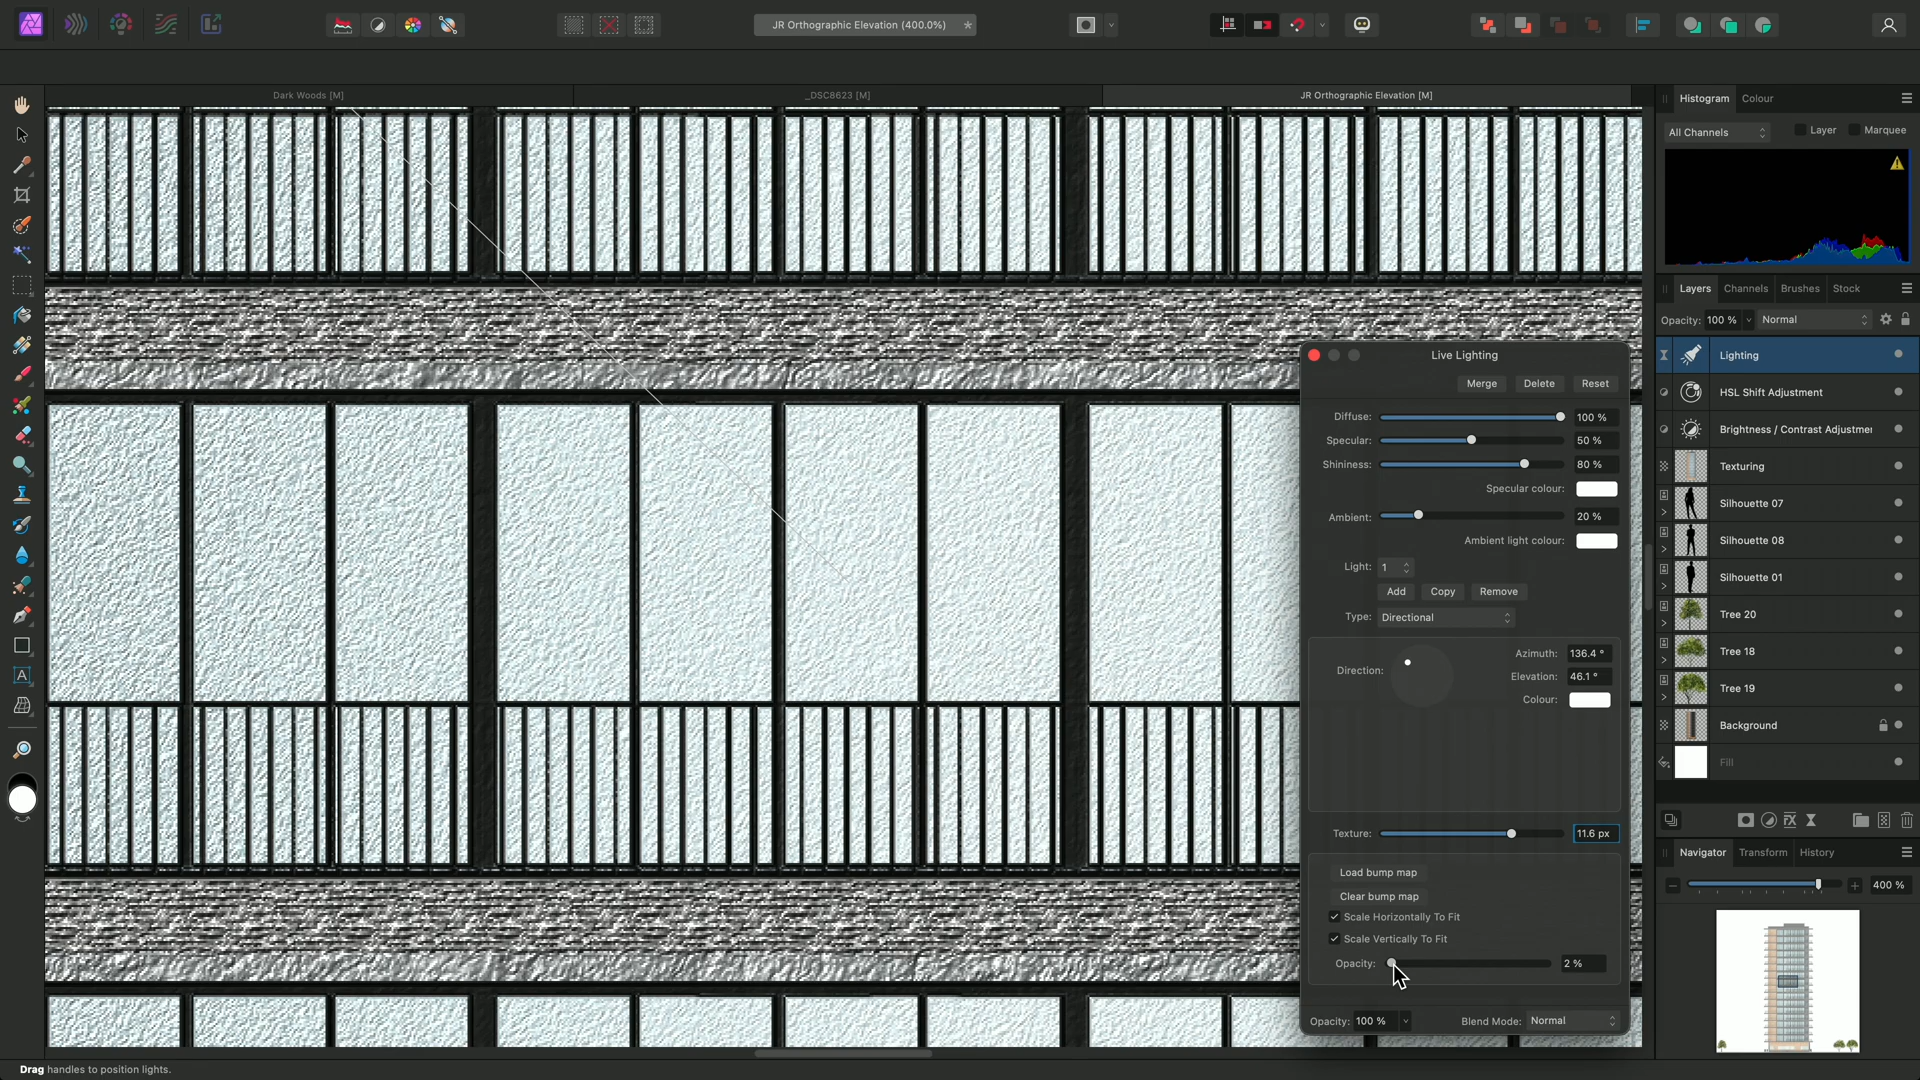 JR Orthographic Elevation (400.0%)
*
Dark Woods [M]
_DSC8623 [M]
JR Orthographic Elevation [M]
Histogram
Colour
All Channels
Layer
Marquee
Layers
Channels
Brushes
Stock
Opacity: 100 %
Normal
Lighting
HSL Shift Adjustment
Brightness / Contrast Adjustmer
Texturing
Silhouette 07
Silhouette 08
Silhouette 01
Tree 20
Tree 18
Tree 19
Background
Fill
Navigator
Transform
History
400 %
Live Lighting
Merge
Delete
Reset
Diffuse: 100 %
Specular: 50 %
Shininess: 80 %
Specular colour:
Ambient: 20 %
Ambient light colour:
Light: 1
Add
Copy
Remove
Type: Directional
Direction:
Azimuth: 136.4 °
Elevation: 46.1 °
Colour:
Texture: 11.6 px
Load bump map
Clear bump map
Scale Horizontally To Fit
Scale Vertically To Fit
Opacity: 2 %
Opacity: 100 %
Blend Mode: Normal
Drag handles to position lights.